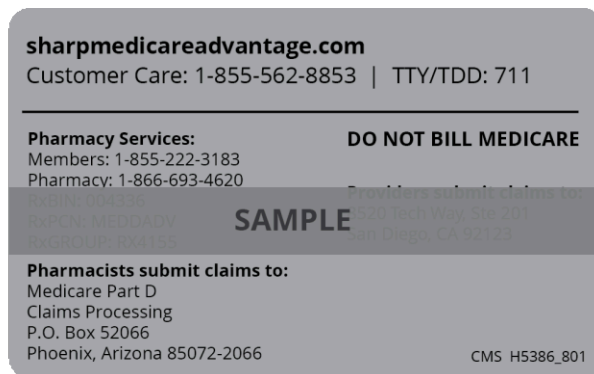 sharpmedicareadvantage.com
Customer Care: 1-855-562-8853 | TTY/TDD: 711
Pharmacy Services:
Members: 1-855-222-3183
Pharmacy: 1-866-693-4620
RxBIN: 004336
RxPCN: MEDDADV
RxGROUP: RX4155
Pharmacists submit claims to:
Medicare Part D
Claims Processing
P.O. Box 52066
Phoenix, Arizona 85072-2066
DO NOT BILL MEDICARE
Providers submit claims to:
8520 Tech Way, Ste 201
San Diego, CA 92123
SAMPLE
CMS H5386_801